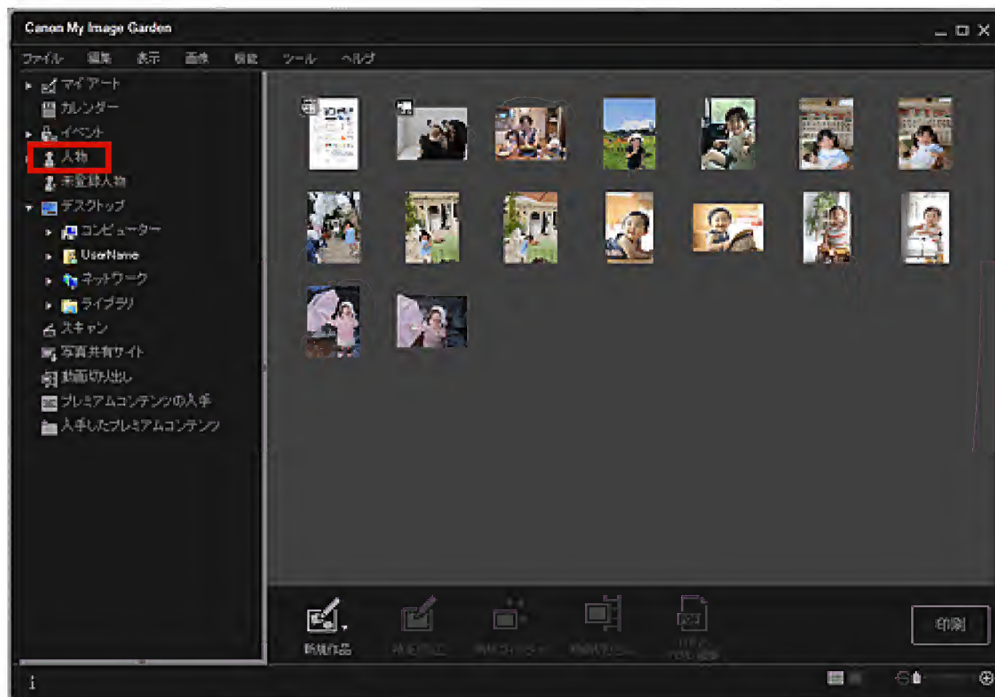 Canon My Image Garden
ファイル 編集 表示 画像 機能 ツール ヘルプ
マイアート
カレンダー
イベント
人物
未登録人物
デスクトップ
コンピューター
UserName
ネットワーク
ライブラリ
スキャン
写真共有サイト
動画切り出し
プレミアムコンテンツの入手
入手したプレミアムコンテンツ
新規作品
印刷